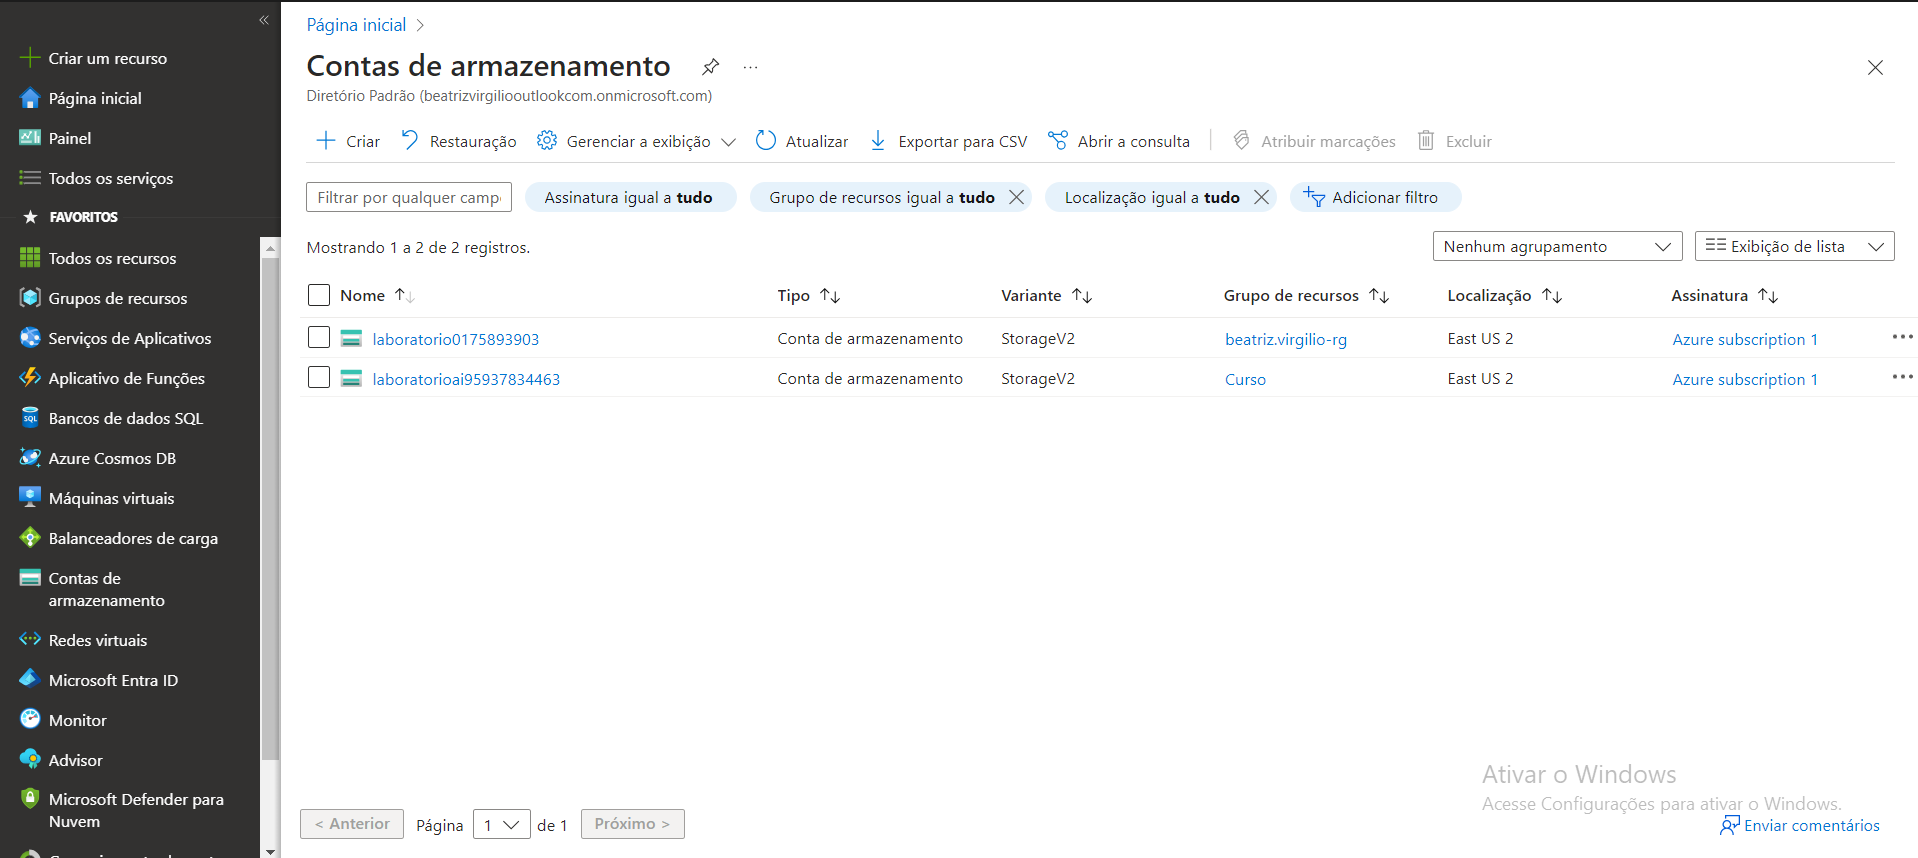 Criar um recurso
Página inicial
Painel
Todos os serviços
FAVORITOS
Todos os recursos
Grupos de recursos
Serviços de Aplicativos
Aplicativo de Funções
Bancos de dados SQL
Azure Cosmos DB
Máquinas virtuais
Balanceadores de carga
Contas de
armazenamento
Redes virtuais
Microsoft Entra ID
Monitor
Advisor
Microsoft Defender para
Nuvem
Página inicial >
Contas de armazenamento
Diretório Padrão (beatrizvirgiliooutlookcom.onmicrosoft.com)
Criar Restauração Gerenciar a exibição Atualizar Exportar para CSV Abrir a consulta Atribuir marcações Excluir
Filtrar por qualquer campo Assinatura igual a tudo Grupo de recursos igual a tudo Localização igual a tudo Adicionar filtro
Mostrando 1 a 2 de 2 registros. Nenhum agrupamento Exibição de lista
Nome Tipo Variante Grupo de recursos Localização Assinatura
laboratorio0175893903 Conta de armazenamento StorageV2 beatriz.virgilio-rg East US 2 Azure subscription 1
laboratorioai95937834463 Conta de armazenamento StorageV2 Curso East US 2 Azure subscription 1
Ativar o Windows
Acesse Configurações para ativar o Windows.
< Anterior Página 1 de 1 Próximo >
Enviar comentários